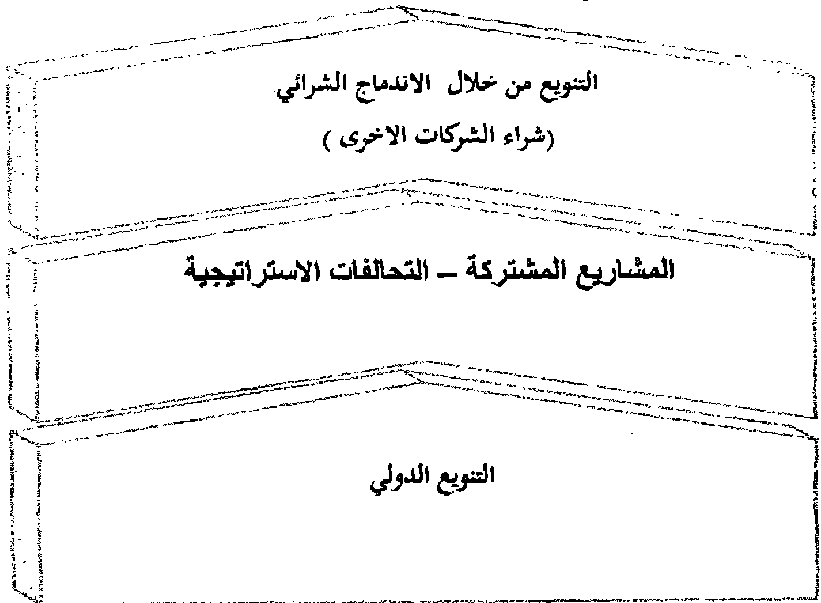 التنويع من خلال الاندماج الشرائي
(شراء الشركات الاخرى )
المشاريع المشتركة – التحالفات الاستراتيجية
التنويع الدولي